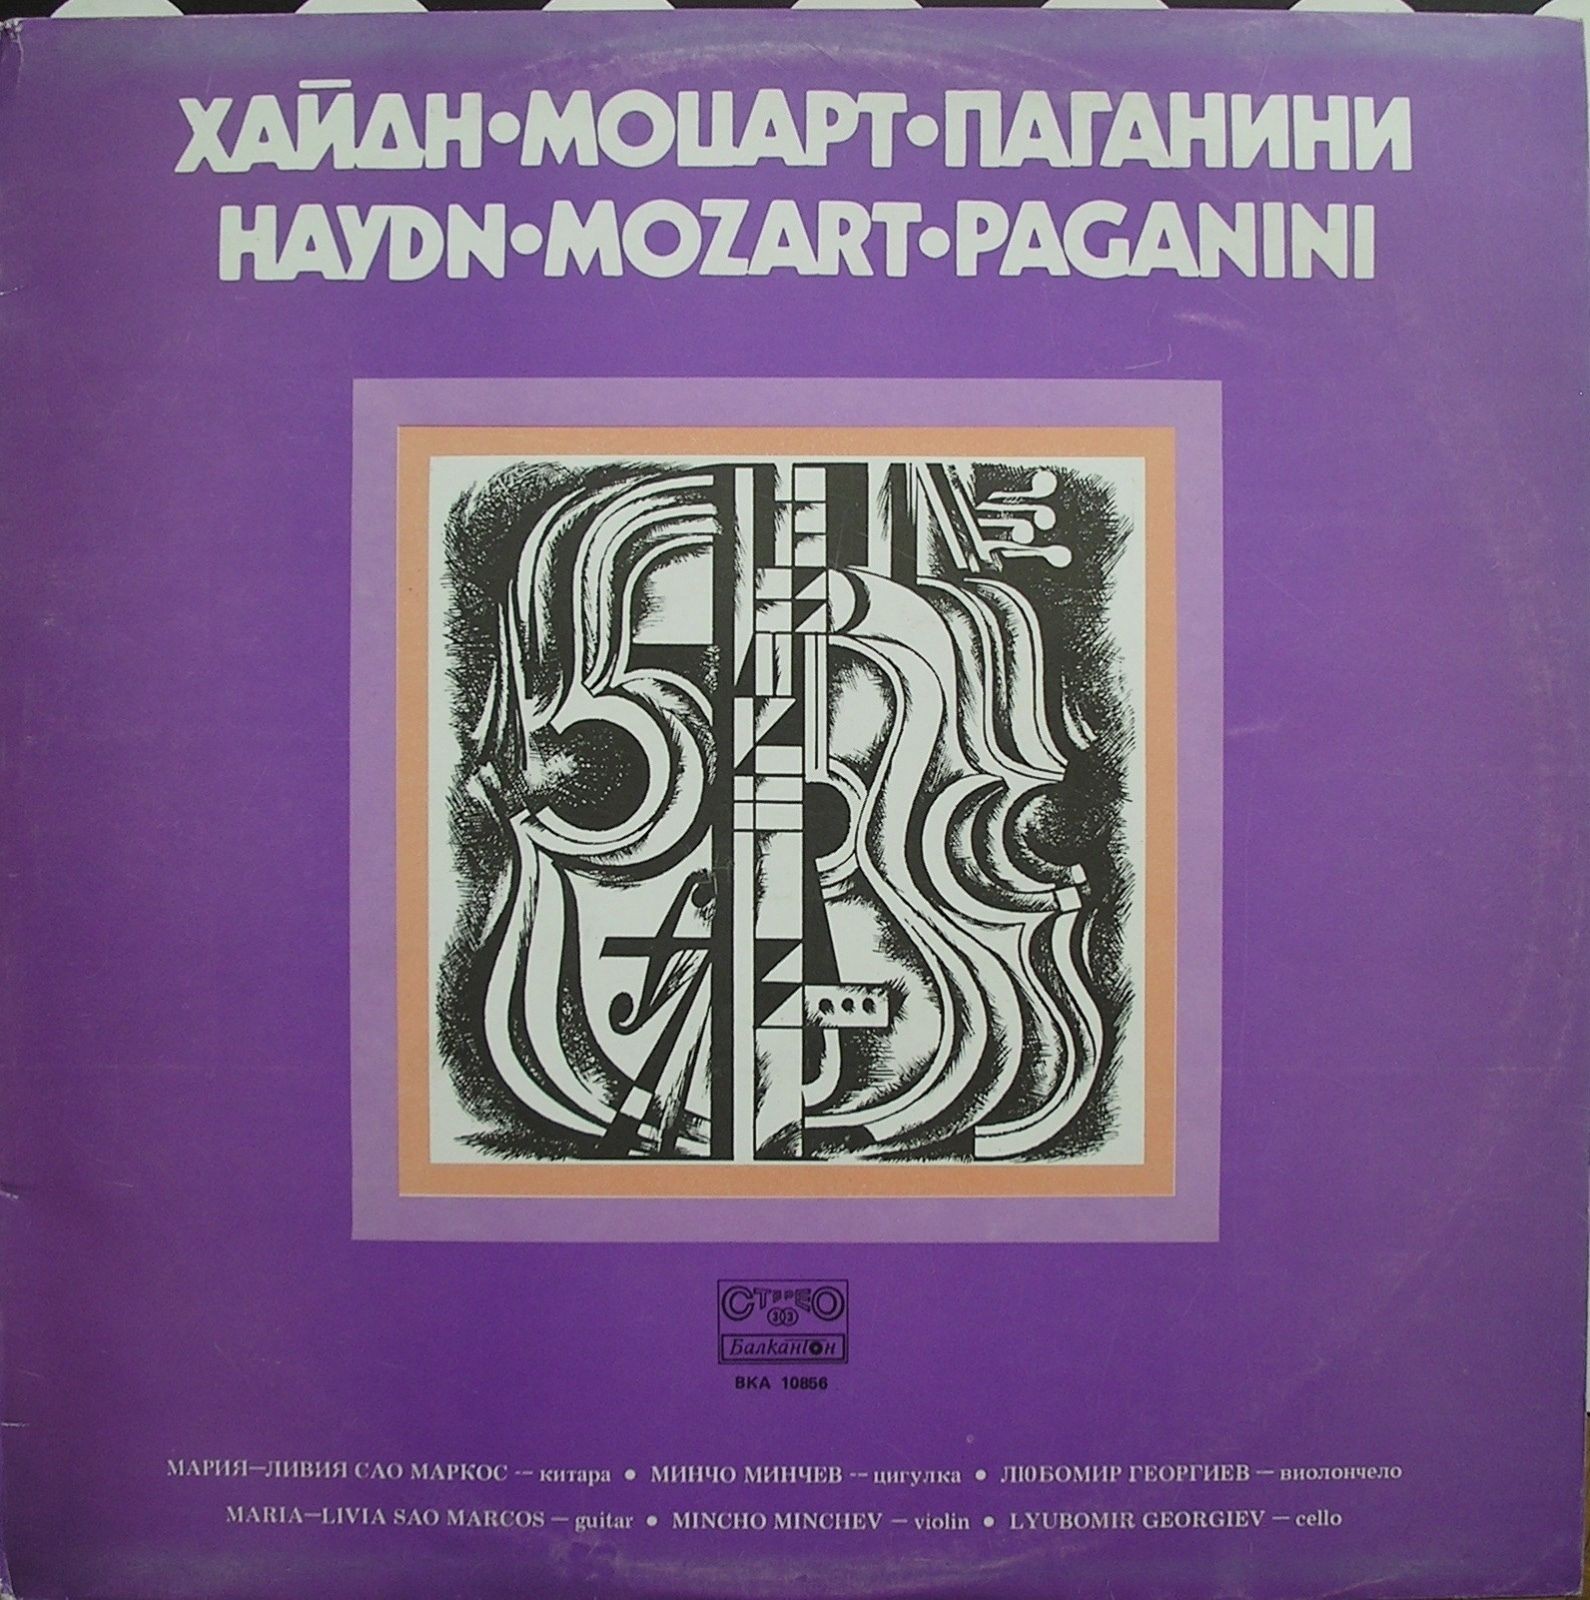 ХАЙДН•МОЦАРТ•ПАГАНИНИ
HAYDN•MOZART•PAGANINI
СТЕРЕО
33
Балкантон
ВКА 10856
МАРИЯ—ЛИВИЯ САО МАРКОС — китара • МИНЧО МИНЧЕВ — цигулка • ЛЮБОМИР ГЕОРГИЕВ — виолончело
MARIA—LIVIA SAO MARCOS — guitar • MINCHO MINCHEV — violin • LYUBOMIR GEORGIEV — cello